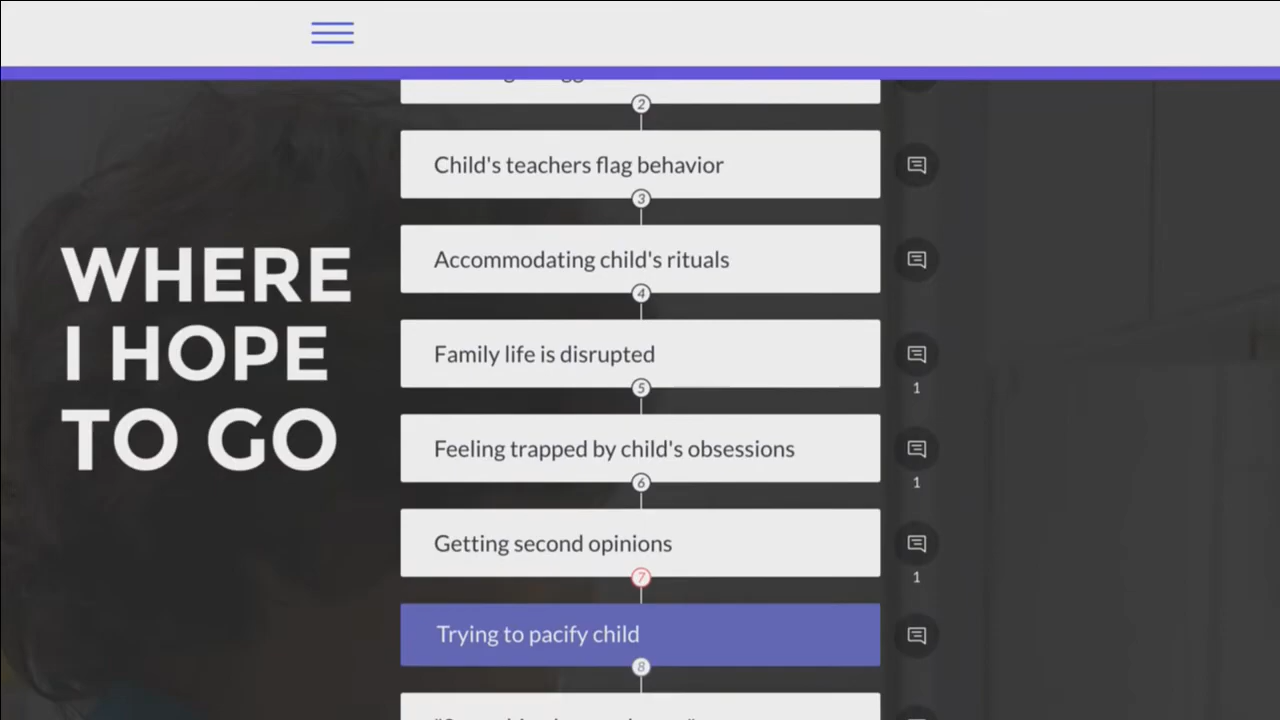 WHERE
I HOPE
TO GO
2
Child's teachers flag behavior
3
Accommodating child's rituals
4
Family life is disrupted
1
5
Feeling trapped by child's obsessions
1
6
Getting second opinions
1
7
Trying to pacify child
8